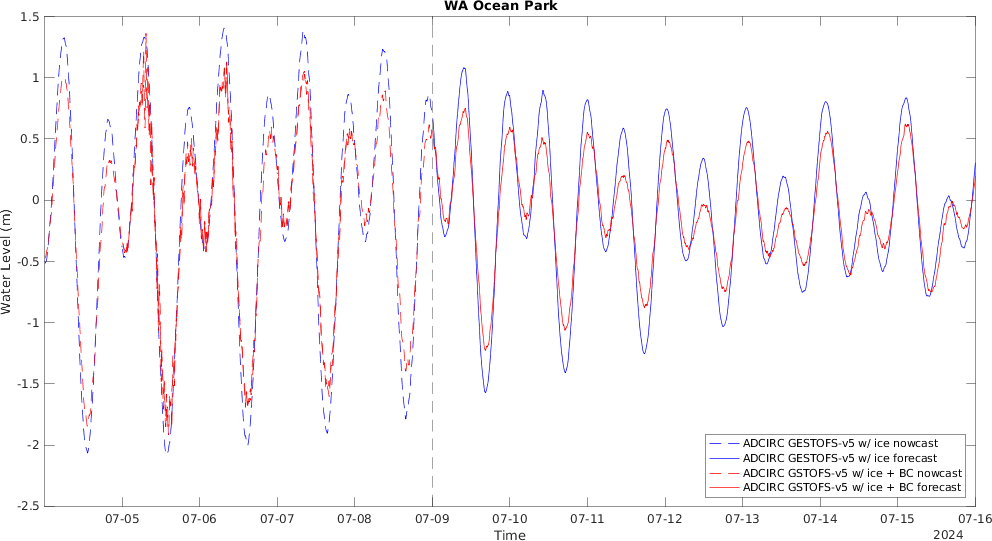 WA Ocean Park
1.5
1
0.5
0
-0.5
-1
-1.5
-2
-2.5
Water Level (m)
07-05 07-06 07-07 07-08 07-09 07-10 07-11 07-12 07-13 07-14 07-15 07-16
Time
2024
ADCIRC GESTOFS-v5 w/ ice nowcast
ADCIRC GESTOFS-v5 w/ ice forecast
ADCIRC GSTOFS-v5 w/ ice + BC nowcast
ADCIRC GSTOFS-v5 w/ ice + BC forecast